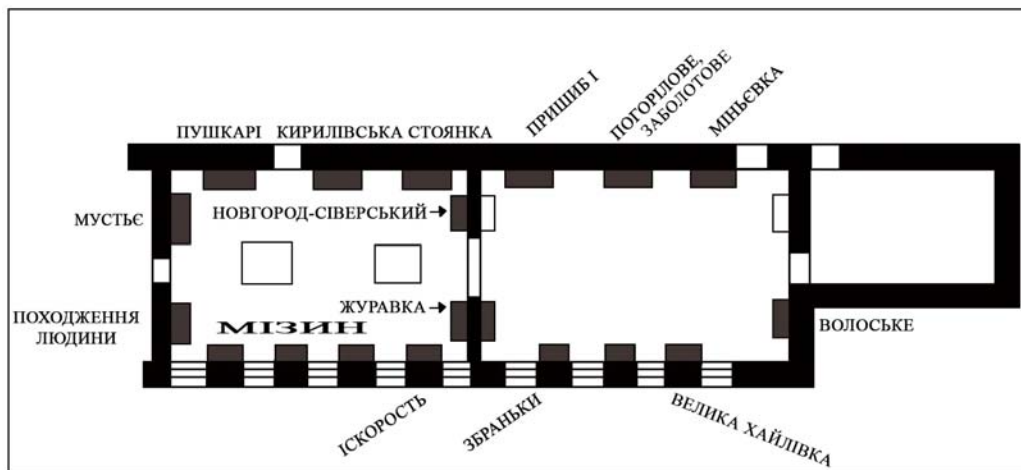 ПРИШИБ І
ПОГОРІЛОВЕ,
ЗАБОЛОТОВЕ
МІНЬЄВКА
ПУШКАРІ
КИРИЛІВСЬКА СТОЯНКА
МУСТЬЄ
НОВГОРОД-СІВЕРСЬКИЙ
ЖУРАВКА
ПОХОДЖЕННЯ
ЛЮДИНИ
МІЗИН
ВОЛОСЬКЕ
ІСКОРОСТЬ
ЗБРАНЬКИ
ВЕЛИКА ХАЙЛІВКА